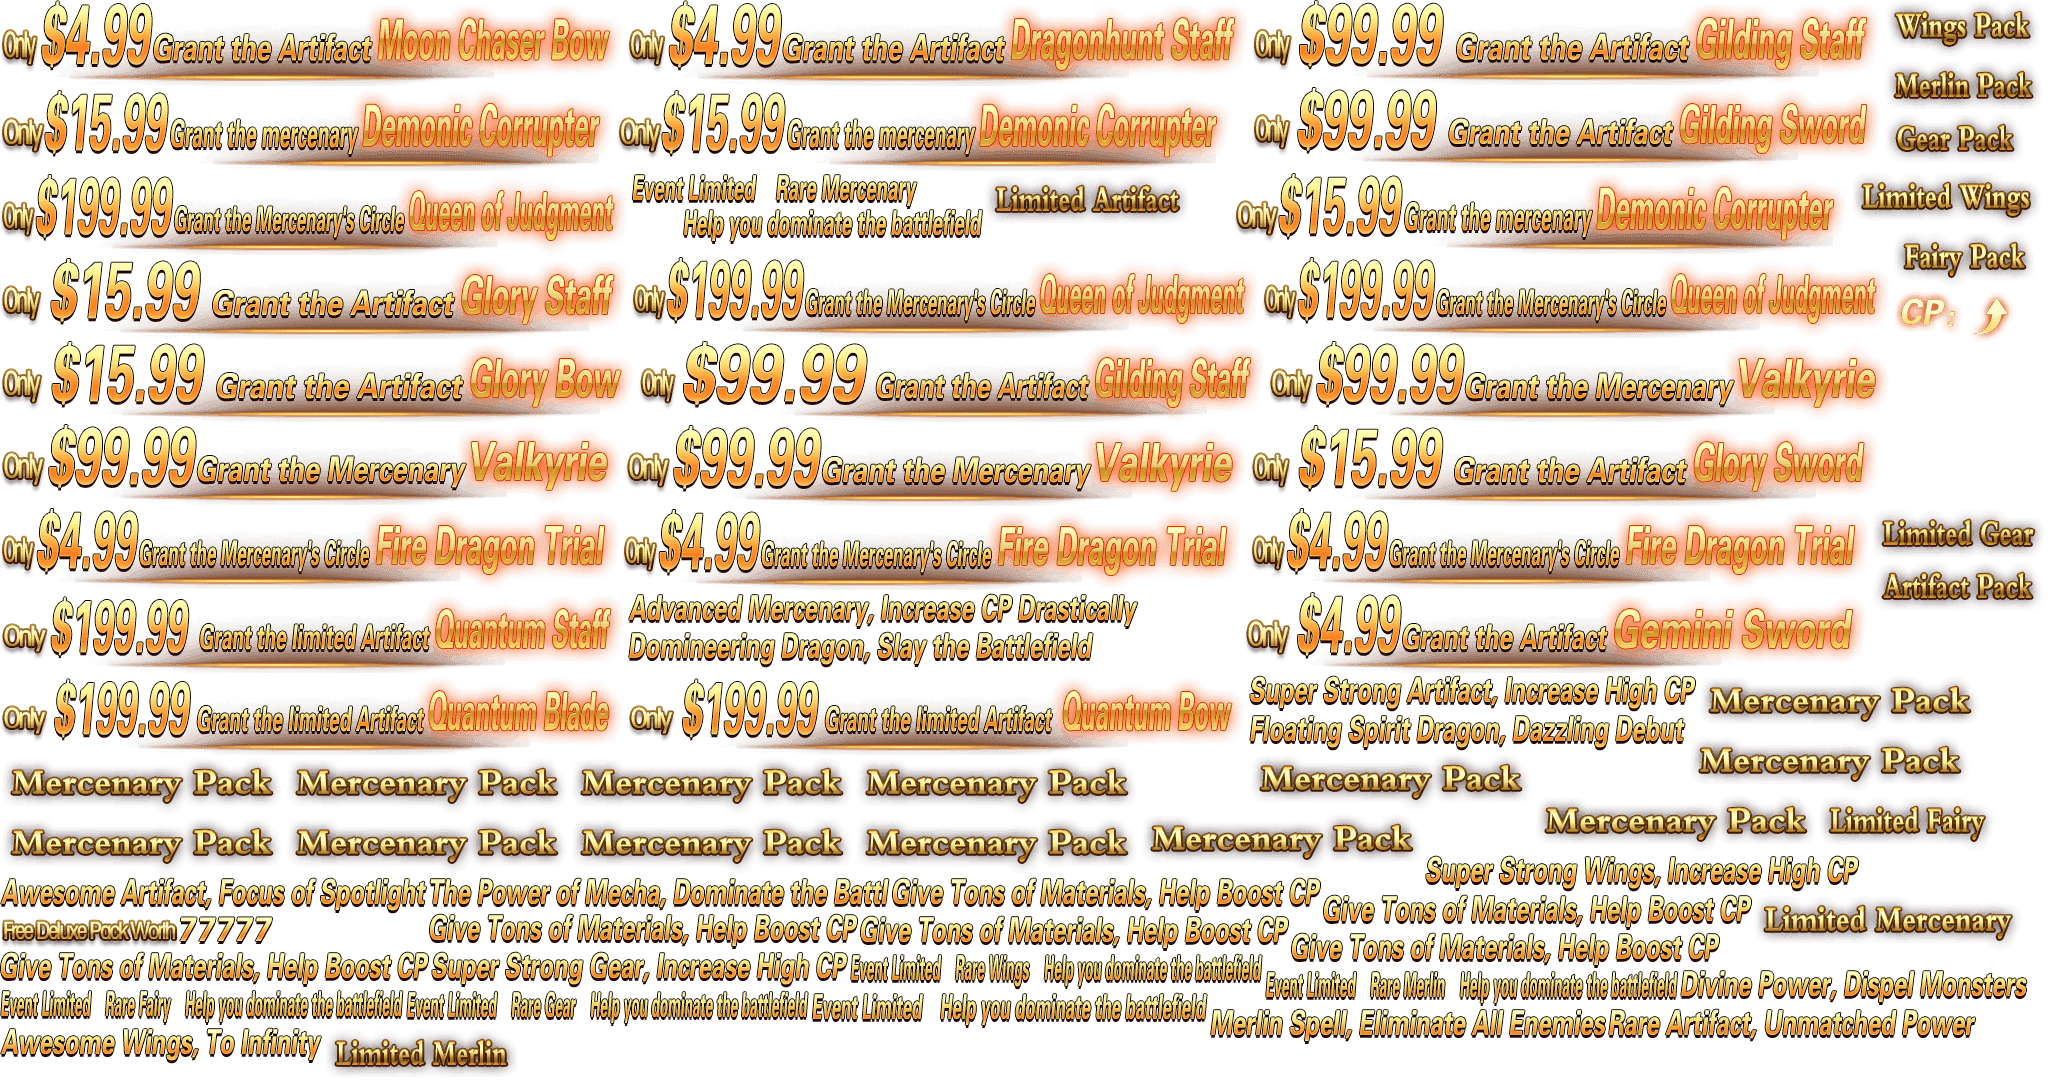 Only $4.99 Grant the Artifact Moon Chaser Bow
Only $4.99 Grant the Artifact Dragonhunt Staff
Only $99.99 Grant the Artifact Gilding Staff
Wings Pack
Merlin Pack
Only $15.99 Grant the mercenary Demonic Corrupter
Only $15.99 Grant the mercenary Demonic Corrupter
Only $99.99 Grant the Artifact Gilding Sword
Gear Pack
Only $199.99 Grant the Mercenary's Circle Queen of Judgment
Event Limited Rare Mercenary
Help you dominate the battlefield
Limited Artifact
Only $15.99 Grant the mercenary Demonic Corrupter
Limited Wings
Fairy Pack
Only $15.99 Grant the Artifact Glory Staff
Only $199.99 Grant the Mercenary's Circle Queen of Judgment
Only $199.99 Grant the Mercenary's Circle Queen of Judgment
CP:
Only $15.99 Grant the Artifact Glory Bow
Only $99.99 Grant the Artifact Gilding Staff
Only $99.99 Grant the Mercenary Valkyrie
Only $99.99 Grant the Mercenary Valkyrie
Only $99.99 Grant the Mercenary Valkyrie
Only $15.99 Grant the Artifact Glory Sword
Only $4.99 Grant the Mercenary's Circle Fire Dragon Trial
Only $4.99 Grant the Mercenary's Circle Fire Dragon Trial
Only $4.99 Grant the Mercenary's Circle Fire Dragon Trial
Limited Gear
Artifact Pack
Only $199.99 Grant the limited Artifact Quantum Staff
Advanced Mercenary, Increase CP Drastically
Domineering Dragon, Slay the Battlefield
Only $4.99 Grant the Artifact Gemini Sword
Only $199.99 Grant the limited Artifact Quantum Blade
Only $199.99 Grant the limited Artifact Quantum Bow
Super Strong Artifact, Increase High CP
Floating Spirit Dragon, Dazzling Debut
Mercenary Pack
Mercenary Pack
Mercenary Pack
Mercenary Pack
Mercenary Pack
Mercenary Pack
Mercenary Pack
Mercenary Pack
Mercenary Pack
Mercenary Pack
Mercenary Pack
Mercenary Pack
Mercenary Pack
Mercenary Pack
Limited Fairy
Super Strong Wings, Increase High CP
Awesome Artifact, Focus of Spotlight
The Power of Mecha, Dominate the Battl
Give Tons of Materials, Help Boost CP
Give Tons of Materials, Help Boost CP
Limited Mercenary
Free Deluxe Pack Worth 77777
Give Tons of Materials, Help Boost CP
Give Tons of Materials, Help Boost CP
Give Tons of Materials, Help Boost CP
Give Tons of Materials, Help Boost CP
Super Strong Gear, Increase High CP
Event Limited Rare Wings Help you dominate the battlefield
Event Limited Rare Merlin Help you dominate the battlefield
Divine Power, Dispel Monsters
Event Limited Rare Fairy Help you dominate the battlefield
Event Limited Rare Gear Help you dominate the battlefield
Event Limited Help you dominate the battlefield
Merlin Spell, Eliminate All Enemies
Rare Artifact, Unmatched Power
Awesome Wings, To Infinity
Limited Merlin